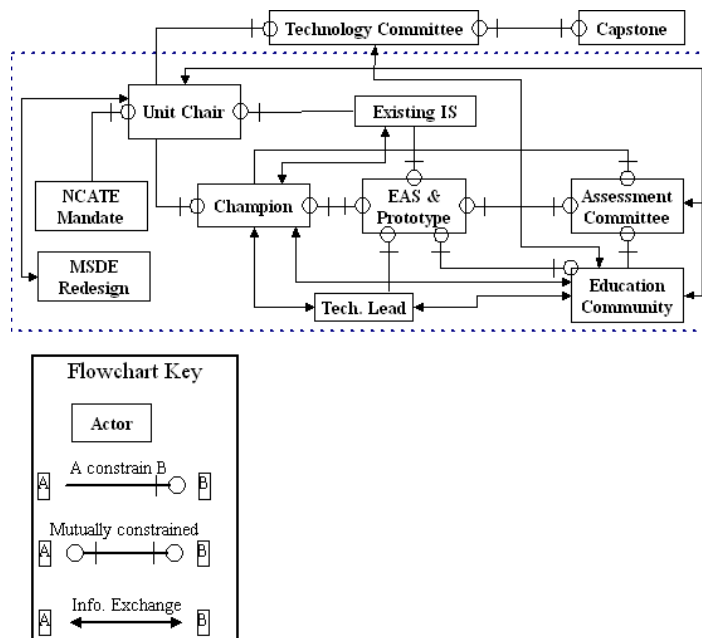 Technology Committee
Capstone
Unit Chair
Existing IS
NCATE
Mandate
Champion
EAS &
Prototype
Assessment
Committee
MSDE
Redesign
Tech. Lead
Education
Community
Flowchart Key
Actor
A constrain B
A
B
Mutually constrained
A
B
Info. Exchange
A
B